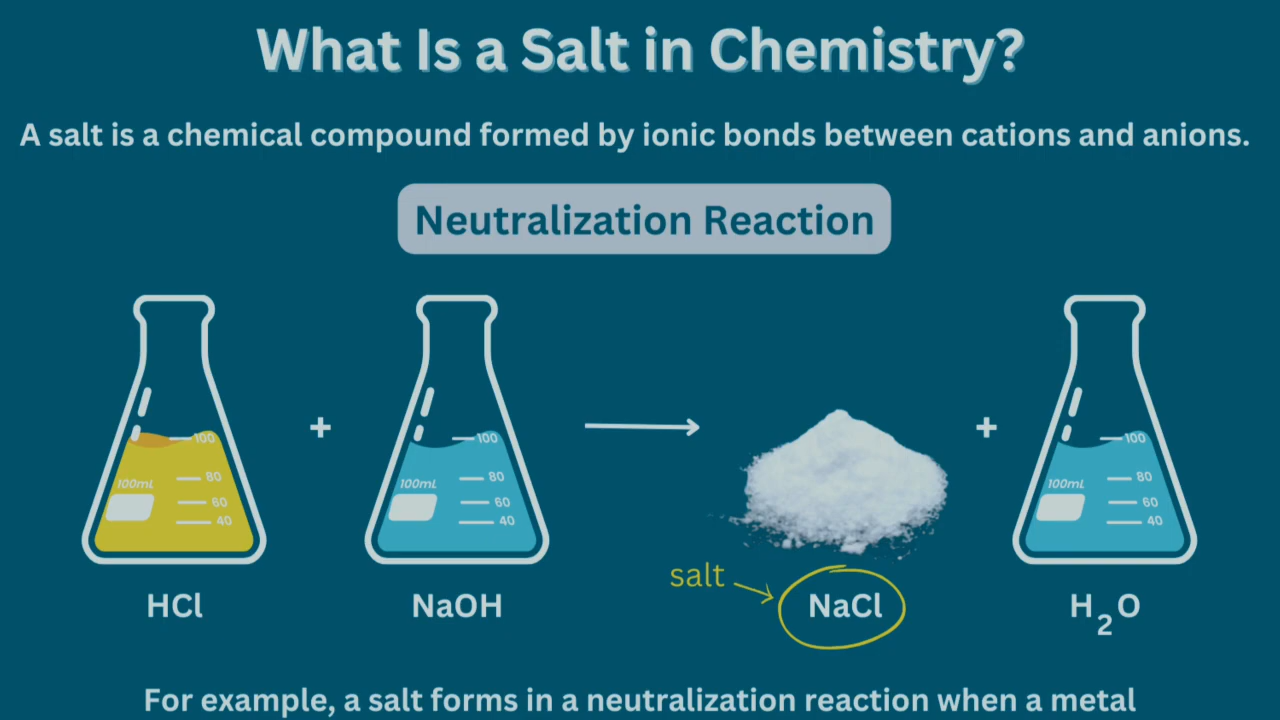 What Is a Salt in Chemistry?
A salt is a chemical compound formed by ionic bonds between cations and anions.
Neutralization Reaction
100
80
100mL
60
40
+
100
80
100mL
60
40
+
100
80
100mL
60
40
salt
HCl
NaOH
NaCl
H2O
For example, a salt forms in a neutralization reaction when a metal